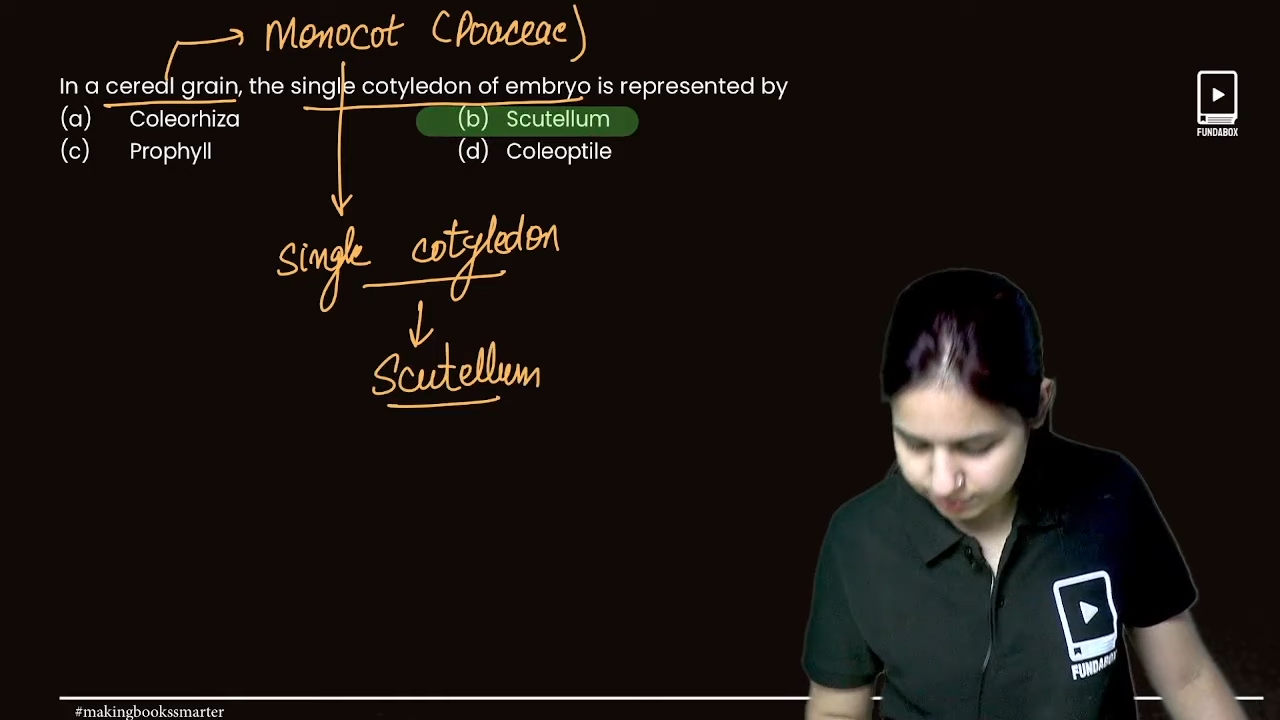 Monocot (Poaceae)
In a cereal grain, the single cotyledon of embryo is represented by
(a) Coleorhiza (b) Scutellum
(c) Prophyll (d) Coleoptile
FUNDABOX
Single cotyledon
Scutellum
FUNDABOX
#makingbookssmarter